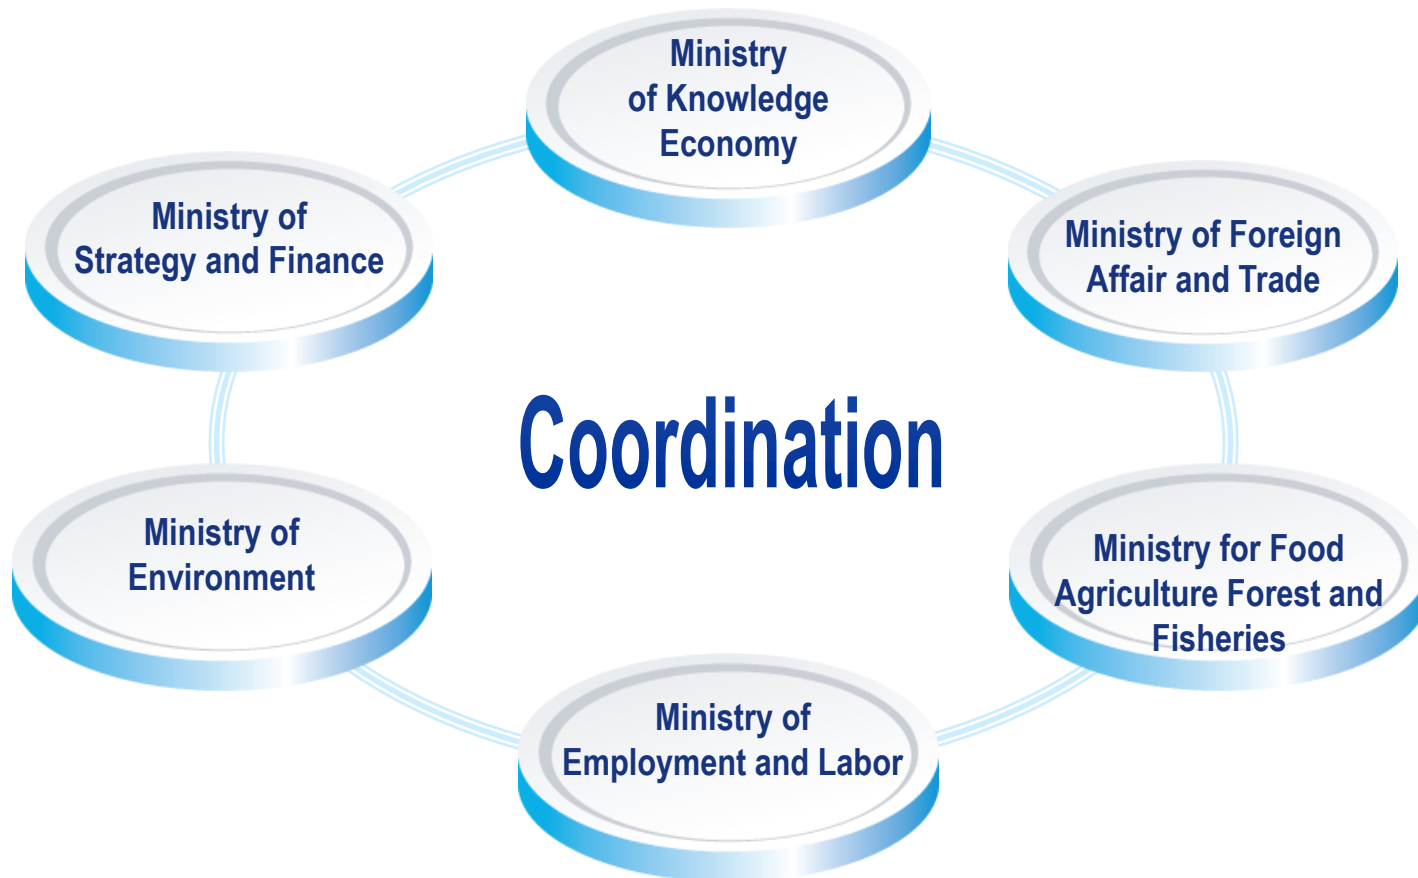 Ministry
of Knowledge
Economy
Ministry of
Strategy and Finance
Ministry of Foreign
Affair and Trade
Coordination
Ministry of
Environment
Ministry for Food
Agriculture Forest and
Fisheries
Ministry of
Employment and Labor